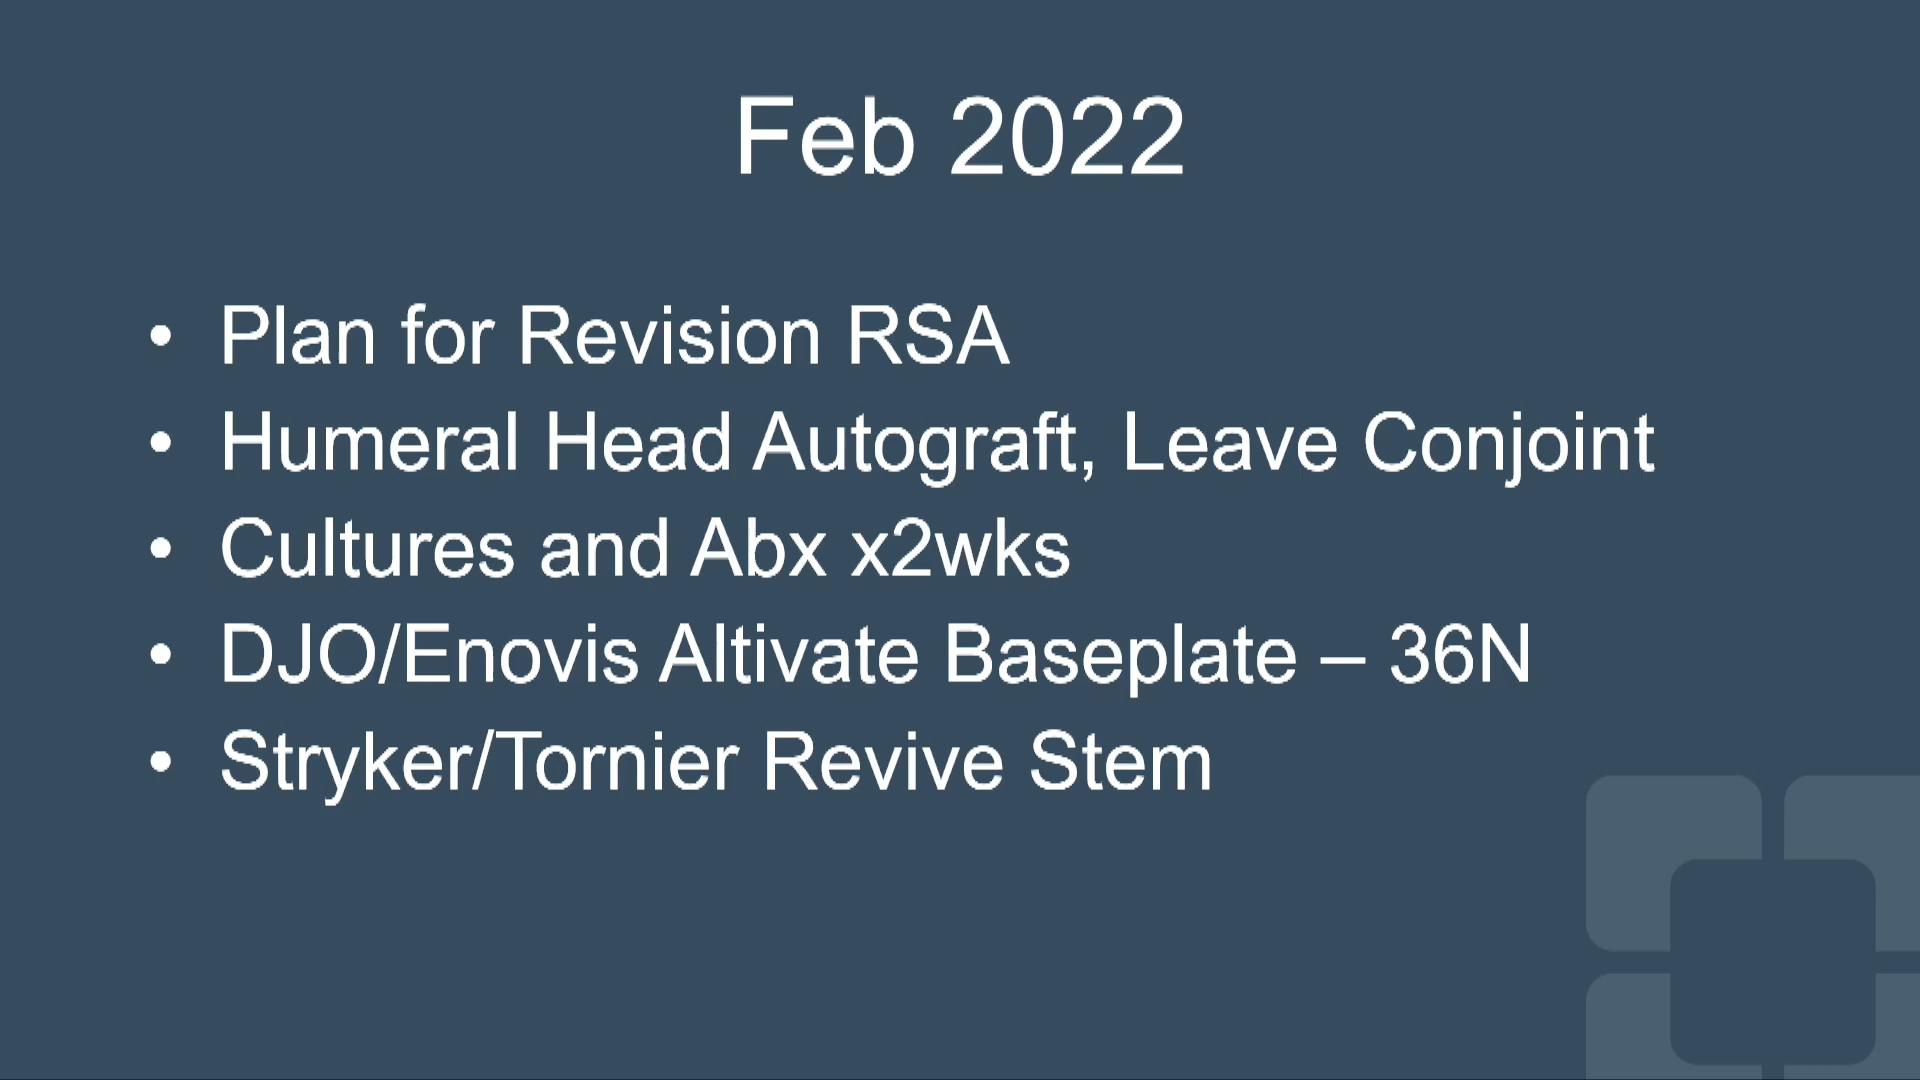 Feb 2022
• Plan for Revision RSA
• Humeral Head Autograft, Leave Conjoint
• Cultures and Abx x2wks
• DJO/Enovis Altivate Baseplate – 36N
• Stryker/Tornier Revive Stem